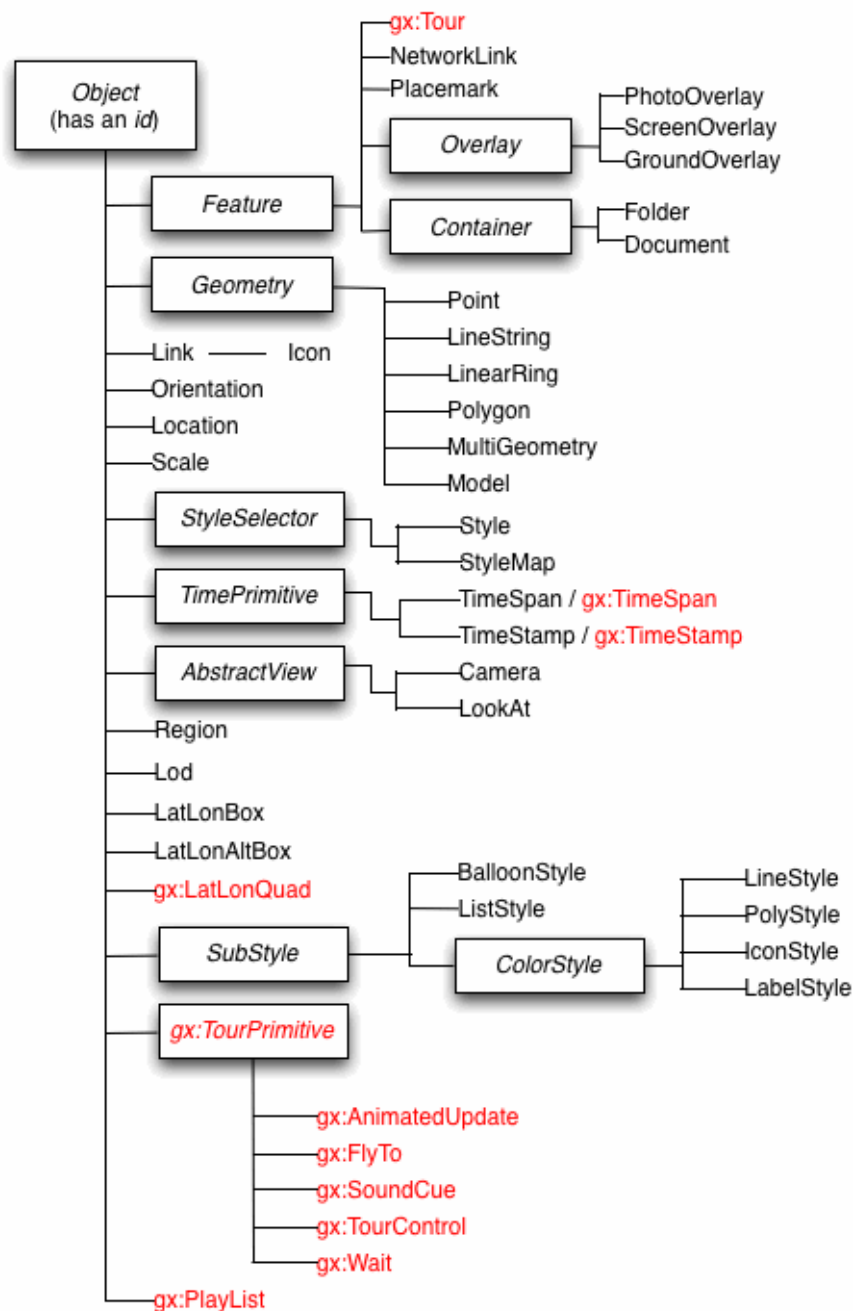 gx:Tour
NetworkLink
Placemark
Object
(has an id)
Overlay
PhotoOverlay
ScreenOverlay
GroundOverlay
Feature
Container
Folder
Document
Geometry
Point
LineString
LinearRing
Polygon
MultiGeometry
Model
Link
Icon
Orientation
Location
Scale
StyleSelector
Style
StyleMap
TimePrimitive
TimeSpan / gx:TimeSpan
TimeStamp / gx:TimeStamp
AbstractView
Camera
LookAt
Region
Lod
LatLonBox
LatLonAltBox
gx:LatLonQuad
SubStyle
BalloonStyle
ListStyle
ColorStyle
LineStyle
PolyStyle
IconStyle
LabelStyle
gx:TourPrimitive
gx:AnimatedUpdate
gx:FlyTo
gx:SoundCue
gx:TourControl
gx:Wait
gx:PlayList